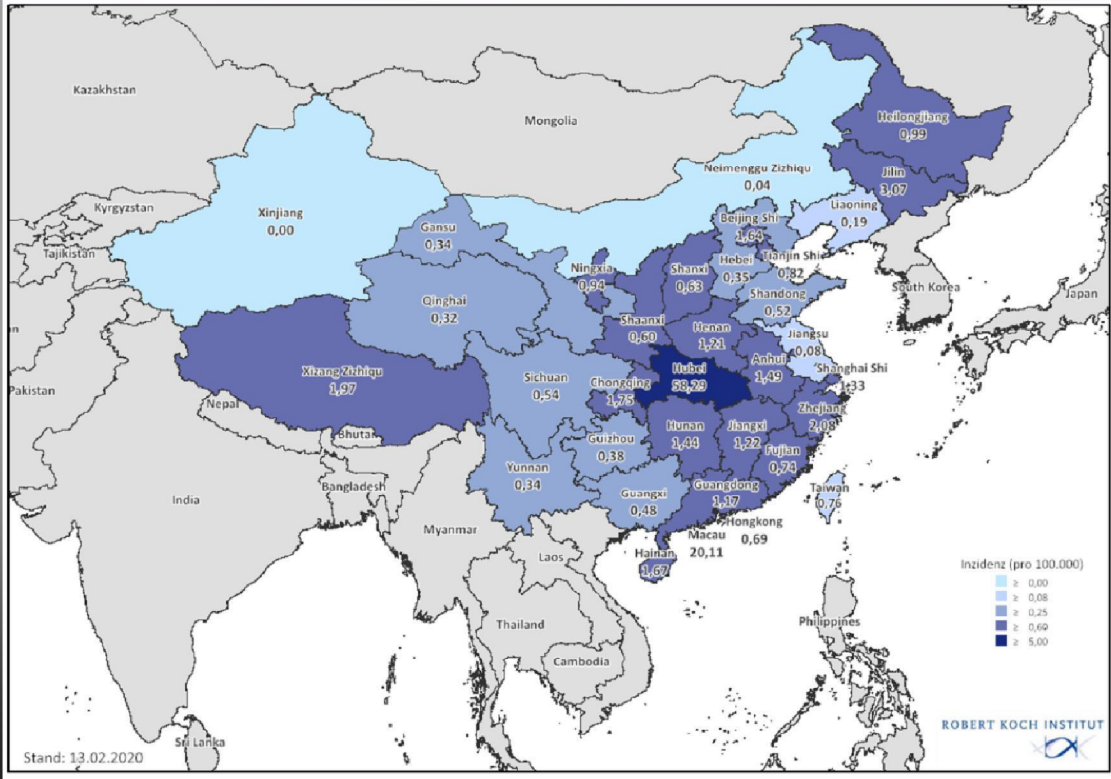 Kazakhstan
Mongolia
Heilongjiang
0,99
Jilin
3,07
Neimenggu Zizhiqu
0,04
Liaoning
0,19
Kyrgyzstan
Xinjiang
0,00
Tajikistan
Gansu
0,34
Beijing Shi
1,64
Tianjin Shi
0,82
Hebei
0,35
Ningxia
0,94
Shanxi
0,63
South Korea
Japan
Qinghai
0,32
Shandong
0,52
Shaanxi
0,60
Henan
1,21
Jiangsu
0,08
Anhui
1,49
Shanghai Shi
1,33
Xizang Zizhiqu
1,97
Sichuan
0,54
Chongqing
1,75
Hubei
58,29
Pakistan
Nepal
Bhutan
Zhejiang
2,08
Hunan
1,44
Jiangxi
1,22
Fujian
0,74
Guizhou
0,38
Yunnan
0,34
Bangladesh
India
Guangxi
0,48
Guangdong
1,17
Taiwan
0,76
Hongkong
0,69
Macau
20,11
Myanmar
Laos
Hainan
1,67
Thailand
Cambodia
Philippines
Sri Lanka
Inzidenz (pro 100.000)
≥ 0,00
≥ 0,08
≥ 0,25
≥ 0,60
≥ 5,00
ROBERT KOCH INSTITUT
Stand: 13.02.2020